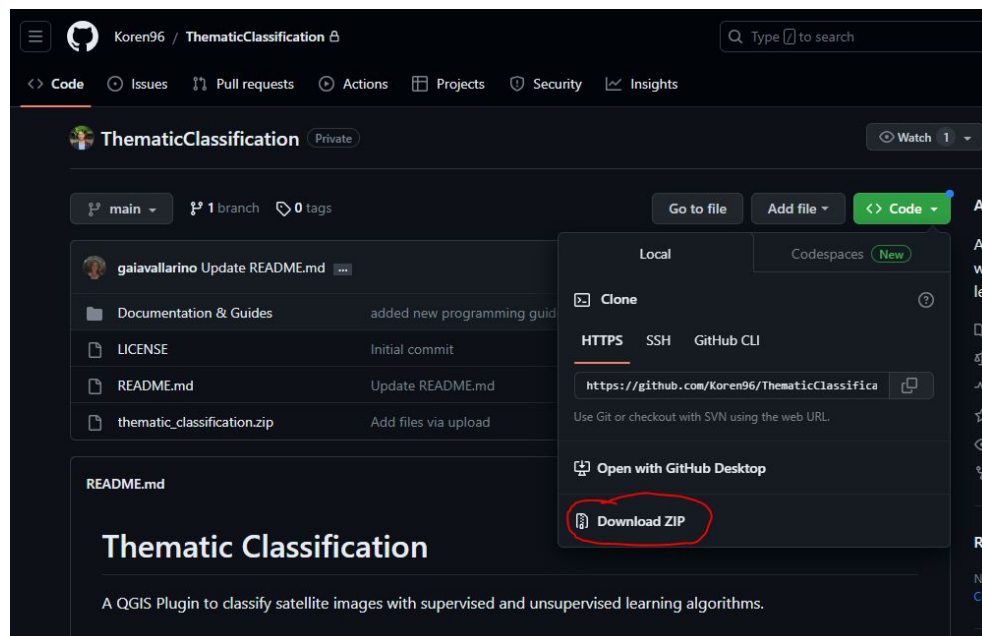 Koren96 / ThematicClassification
Type / to search
Code Issues Pull requests Actions Projects Security Insights
ThematicClassification Private
Watch 1
main 1 branch 0 tags
Go to file Add file Code
Local Codespaces New
gaiavallarino Update README.md ...
Clone
Documentation & Guides added new programming guid
HTTPS SSH GitHub CLI
LICENSE Initial commit
https://github.com/Koren96/ThematicClassifica
README.md Update README.md
Use Git or checkout with SVN using the web URL.
thematic_classification.zip Add files via upload
Open with GitHub Desktop
README.md
Download ZIP
Thematic Classification
A QGIS Plugin to classify satellite images with supervised and unsupervised learning algorithms.